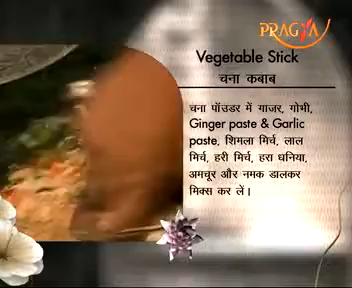 PRAGYA
Vegetable Stick
चना कबाब
चना पॉउडर में गाजर, गोभी,
Ginger paste & Garlic
paste, शिमला मिर्च, लाल
मिर्च, हरी मिर्च, हरा धनिया,
अमचूर और नमक डालकर
मिक्स कर लें।